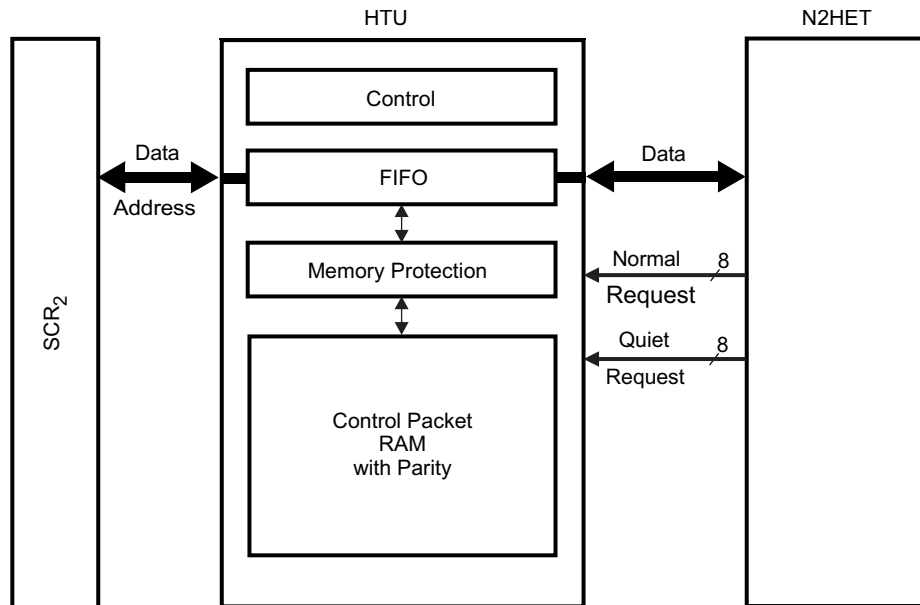 HTU
N2HET
Control
Data
Address
FIFO
Data
Memory Protection
Normal
8
Request
Quiet
8
Request
SCR2
Control Packet
RAM
with Parity